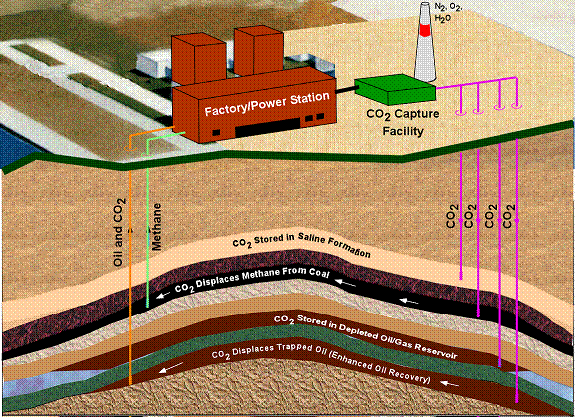 N2, O2,
H2O
Factory/Power Station
CO2 Capture
Facility
Oil and CO2
Methane
CO2
CO2
CO2
CO2
CO2 Stored in Saline Formation
CO2 Displaces Methane From Coal
CO2 Stored in Depleted Oil/Gas Reservoir
CO2 Displaces Trapped Oil (Enhanced Oil Recovery)